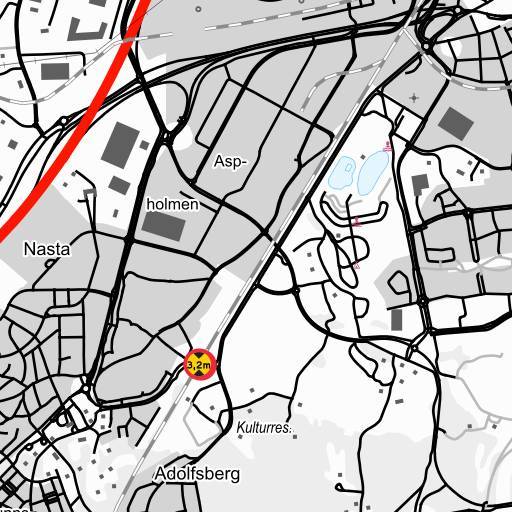 Asp-
holmen
Nasta
3,2m
Kulturres.
Adolfsberg